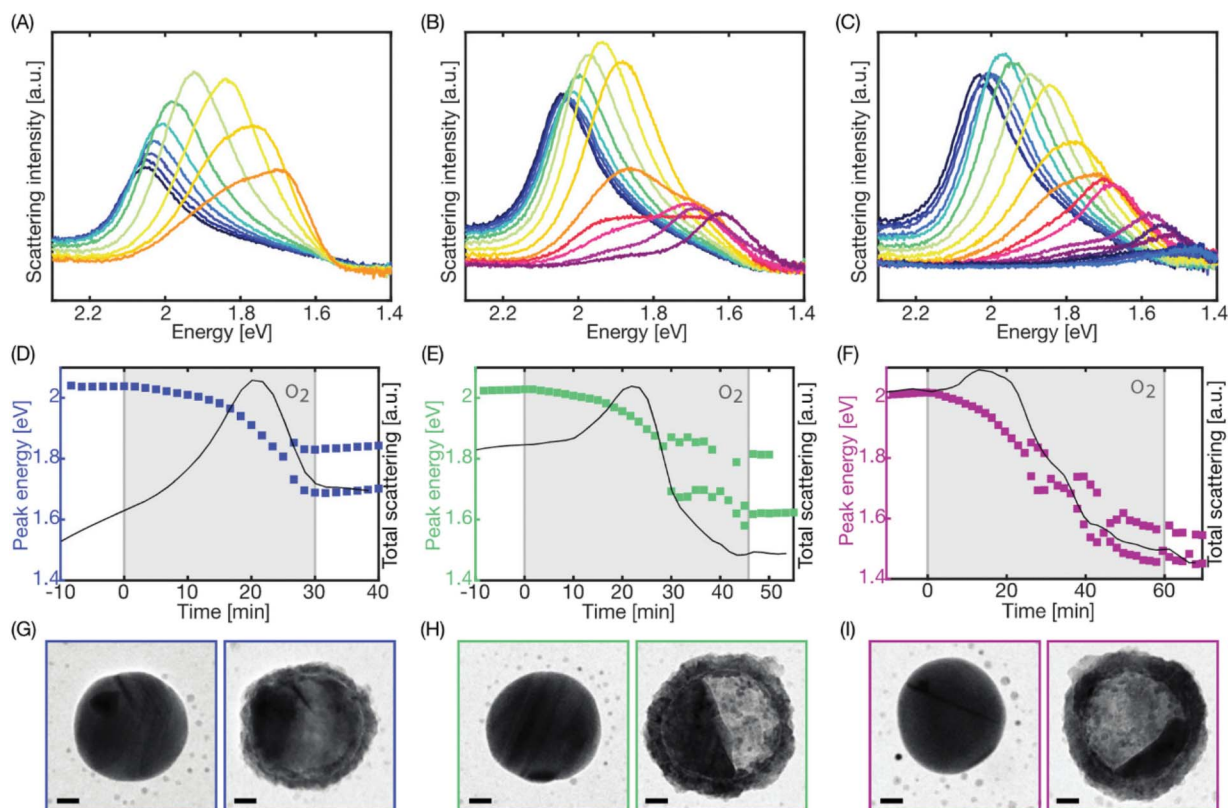 (A) (B) (C)
Scattering intensity [a.u.] Scattering intensity [a.u.] Scattering intensity [a.u.]
2.2 2 1.8 1.6 1.4 2.2 2 1.8 1.6 1.4 2.2 2 1.8 1.6 1.4
Energy [eV] Energy [eV] Energy [eV]
(D) (E) (F)
Peak energy [eV] 2 1.8 1.6 1.4 O2 Total scattering [a.u.]
-10 0 10 20 30 40
Time [min]
Peak energy [eV] 2 1.8 1.6 1.4 O2 Total scattering [a.u.]
-10 0 10 20 30 40 50
Time [min]
Peak energy [eV] 2 1.8 1.6 1.4 O2 Total scattering [a.u.]
0 20 40 60
Time [min]
(G) (H) (I)